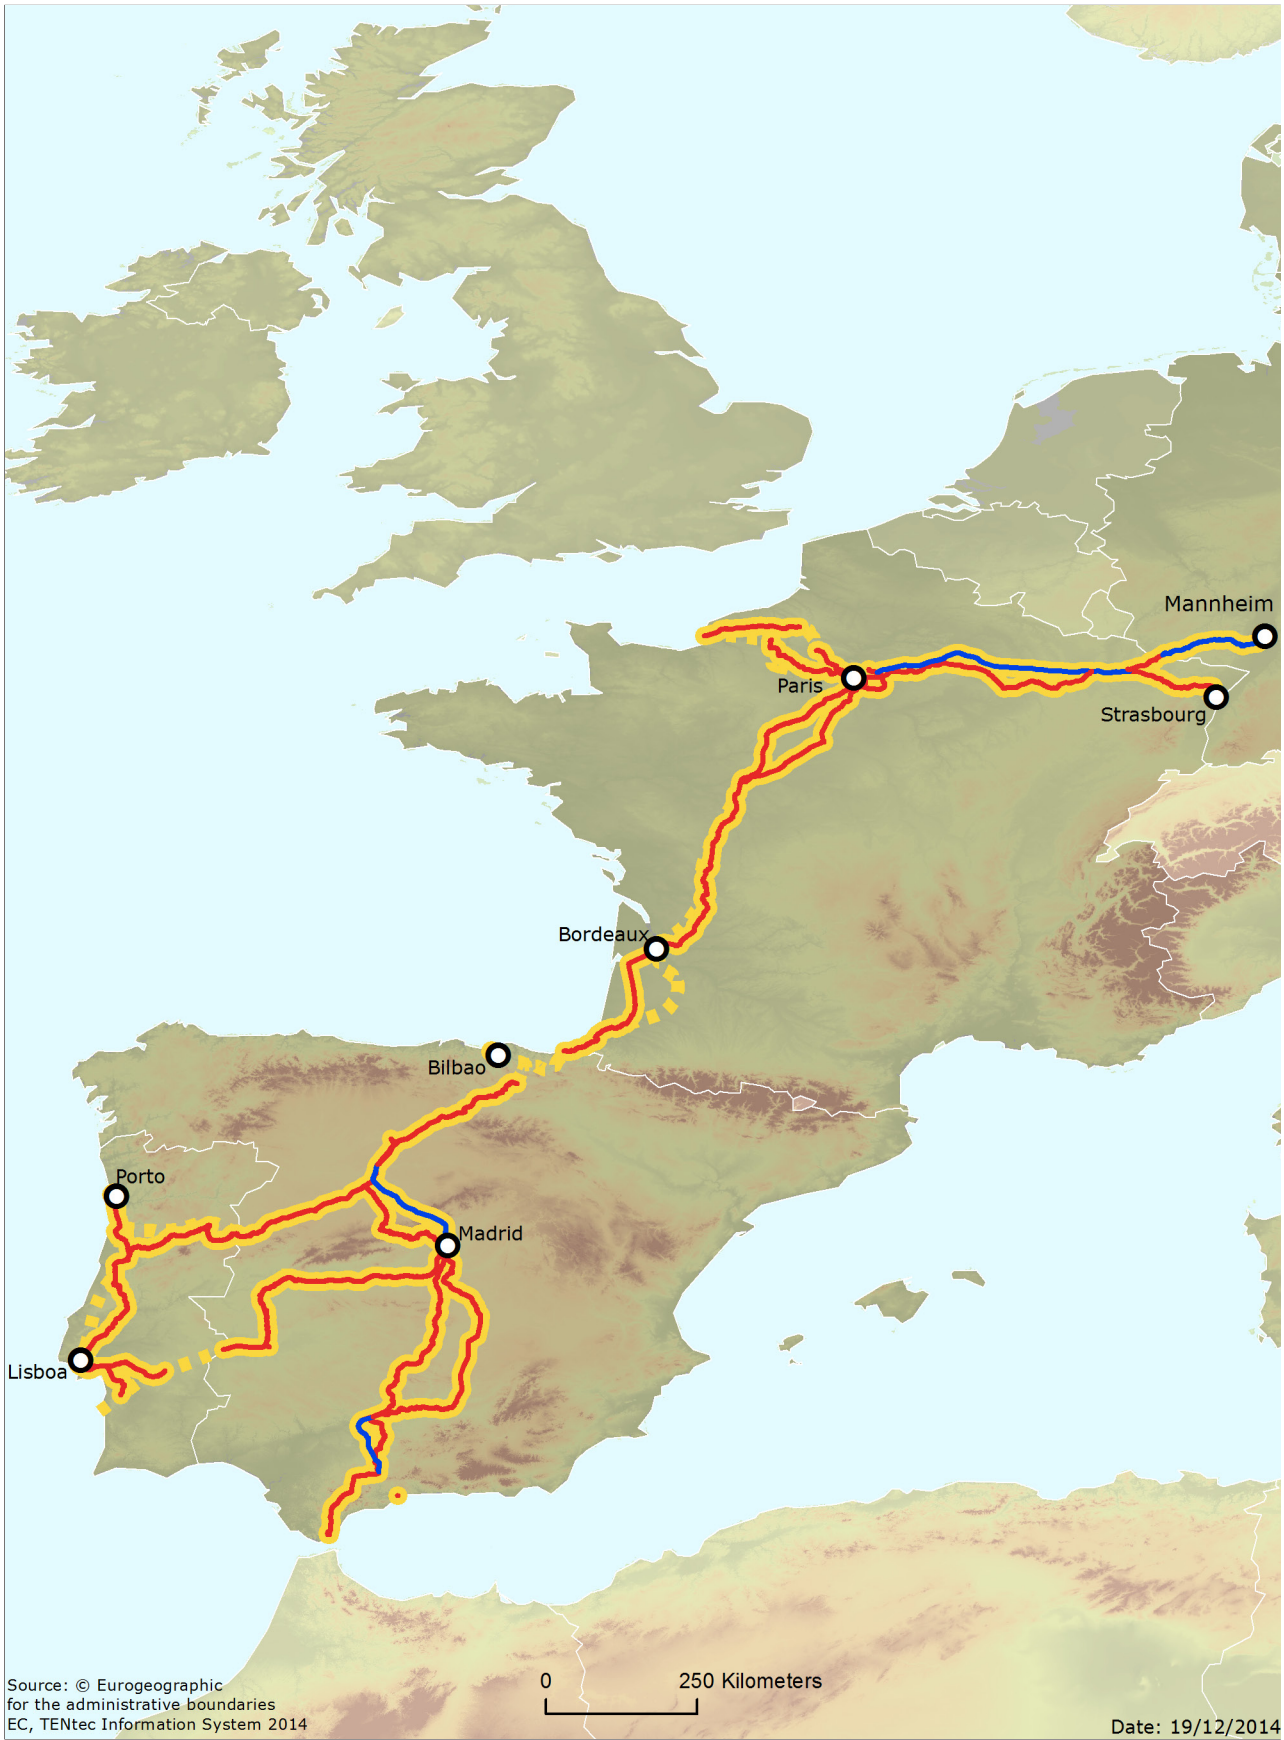 Mannheim
Paris
Strasbourg
Bordeaux
Bilbao
Porto
Madrid
Lisboa
0 250 Kilometers
Source: © Eurogeographic
for the administrative boundaries
EC, TENtec Information System 2014
Date: 19/12/2014